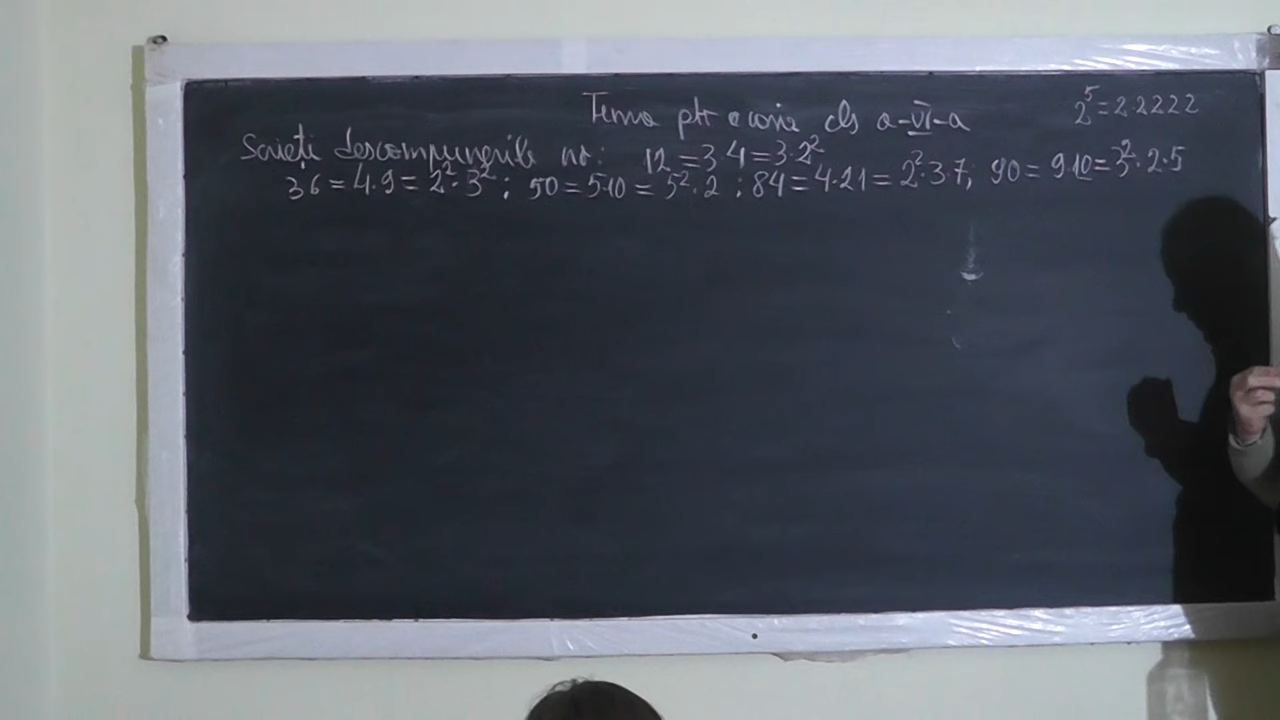 Tema ptr acasă cls a-VI-a
2⁵=2·2·2·2·2
Scrieți descompunerile nr: 12=3·4=3·2²
36=4·9=2²·3²; 50=5·10=5²·2; 84=4·21=2²·3·7; 90=9·10=3²·2·5